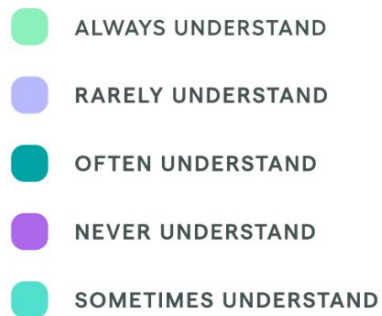 ALWAYS UNDERSTAND
RARELY UNDERSTAND
OFTEN UNDERSTAND
NEVER UNDERSTAND
SOMETIMES UNDERSTAND